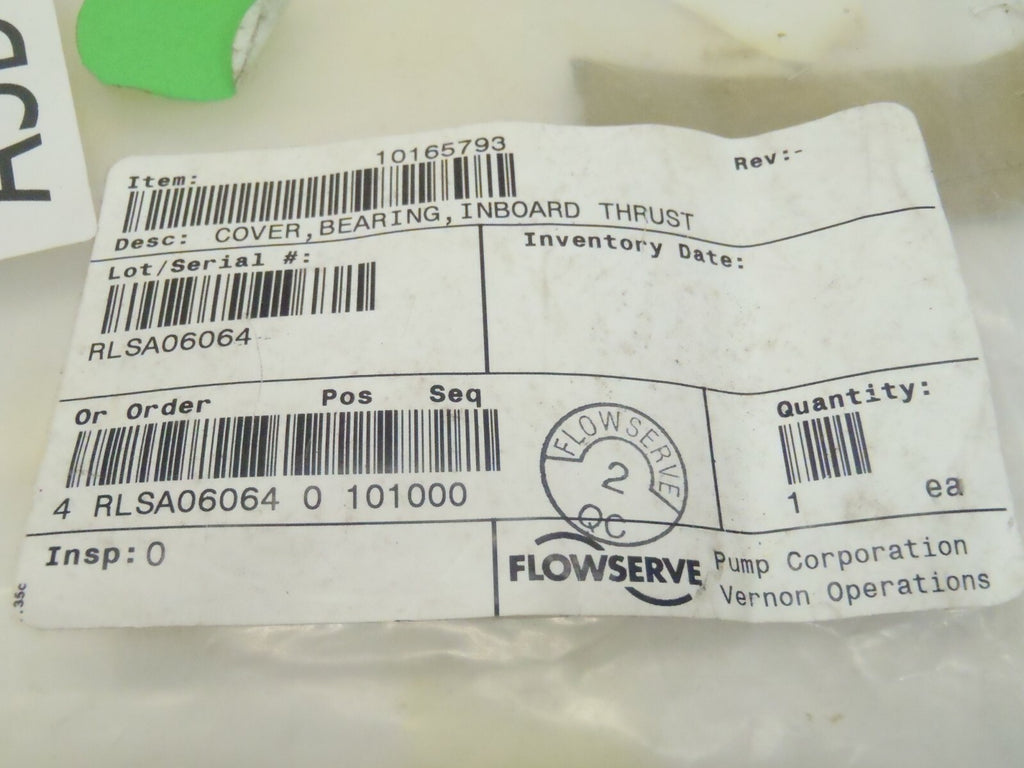 10165793
Item:
Rev:-
Desc: COVER,BEARING,INBOARD THRUST
Lot/Serial #:
Inventory Date:
RLSA06064
Or Order Pos Seq
Quantity:
4 RLSA06064 0 101000
FLOWSERVE
2
QC
1 ea
Insp: 0
FLOWSERVE Pump Corporation
Vernon Operations
.35c